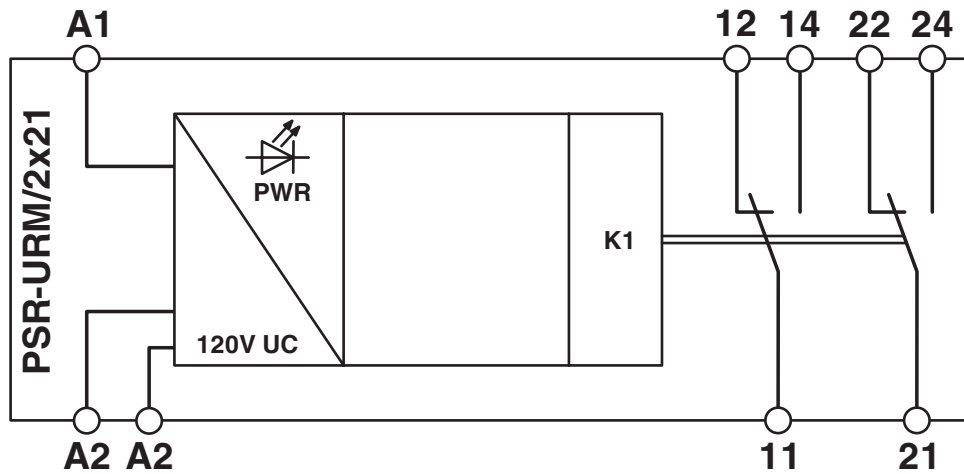 A1
12 14 22 24
PSR-URM/2x21
PWR
K1
120V UC
A2 A2
11
21